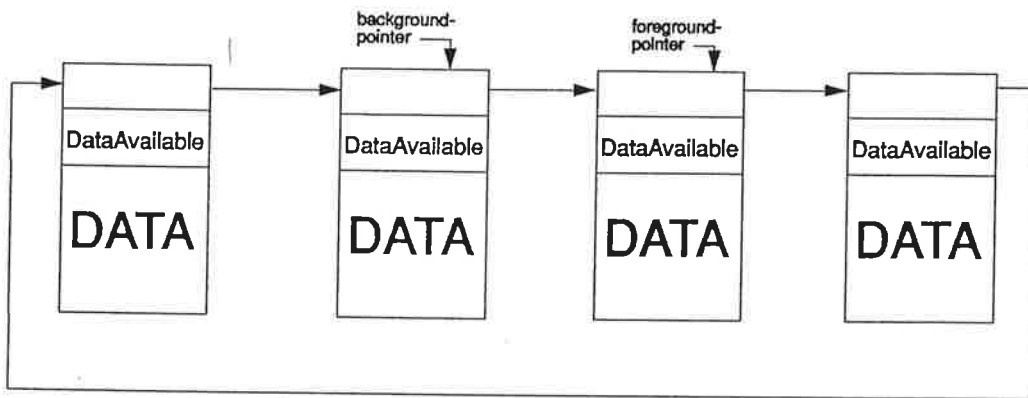 background-
pointer
foreground-
pointer
DataAvailable
DataAvailable
DataAvailable
DataAvailable
DATA
DATA
DATA
DATA